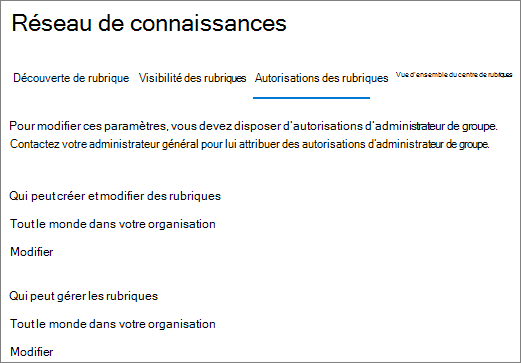 Réseau de connaissances
Découverte de rubrique Visibilité des rubriques Autorisations des rubriques Vue d'ensemble du centre de rubriques
Pour modifier ces paramètres, vous devez disposer d'autorisations d'administrateur de groupe.
Contactez votre administrateur général pour lui attribuer des autorisations d'administrateur de groupe.
Qui peut créer et modifier des rubriques
Tout le monde dans votre organisation
Modifier
Qui peut gérer les rubriques
Tout le monde dans votre organisation
Modifier